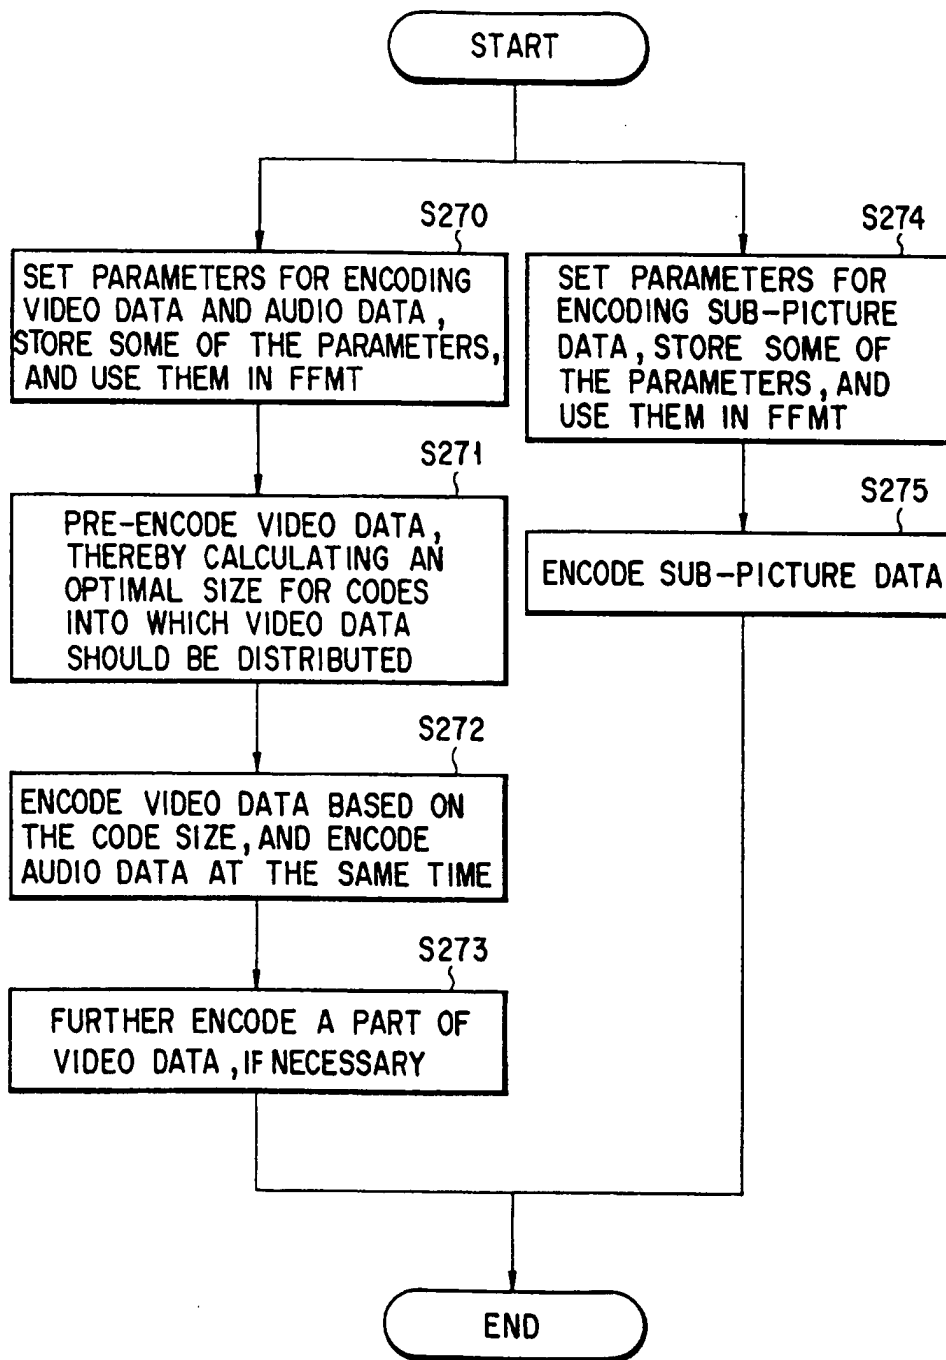 START
S270
SET PARAMETERS FOR ENCODING
VIDEO DATA AND AUDIO DATA,
STORE SOME OF THE PARAMETERS,
AND USE THEM IN FFMT
S271
PRE-ENCODE VIDEO DATA,
THEREBY CALCULATING AN
OPTIMAL SIZE FOR CODES
INTO WHICH VIDEO DATA
SHOULD BE DISTRIBUTED
S272
ENCODE VIDEO DATA BASED ON
THE CODE SIZE, AND ENCODE
AUDIO DATA AT THE SAME TIME
S273
FURTHER ENCODE A PART OF
VIDEO DATA, IF NECESSARY
S274
SET PARAMETERS FOR
ENCODING SUB-PICTURE
DATA, STORE SOME OF
THE PARAMETERS, AND
USE THEM IN FFMT
S275
ENCODE SUB-PICTURE DATA
END